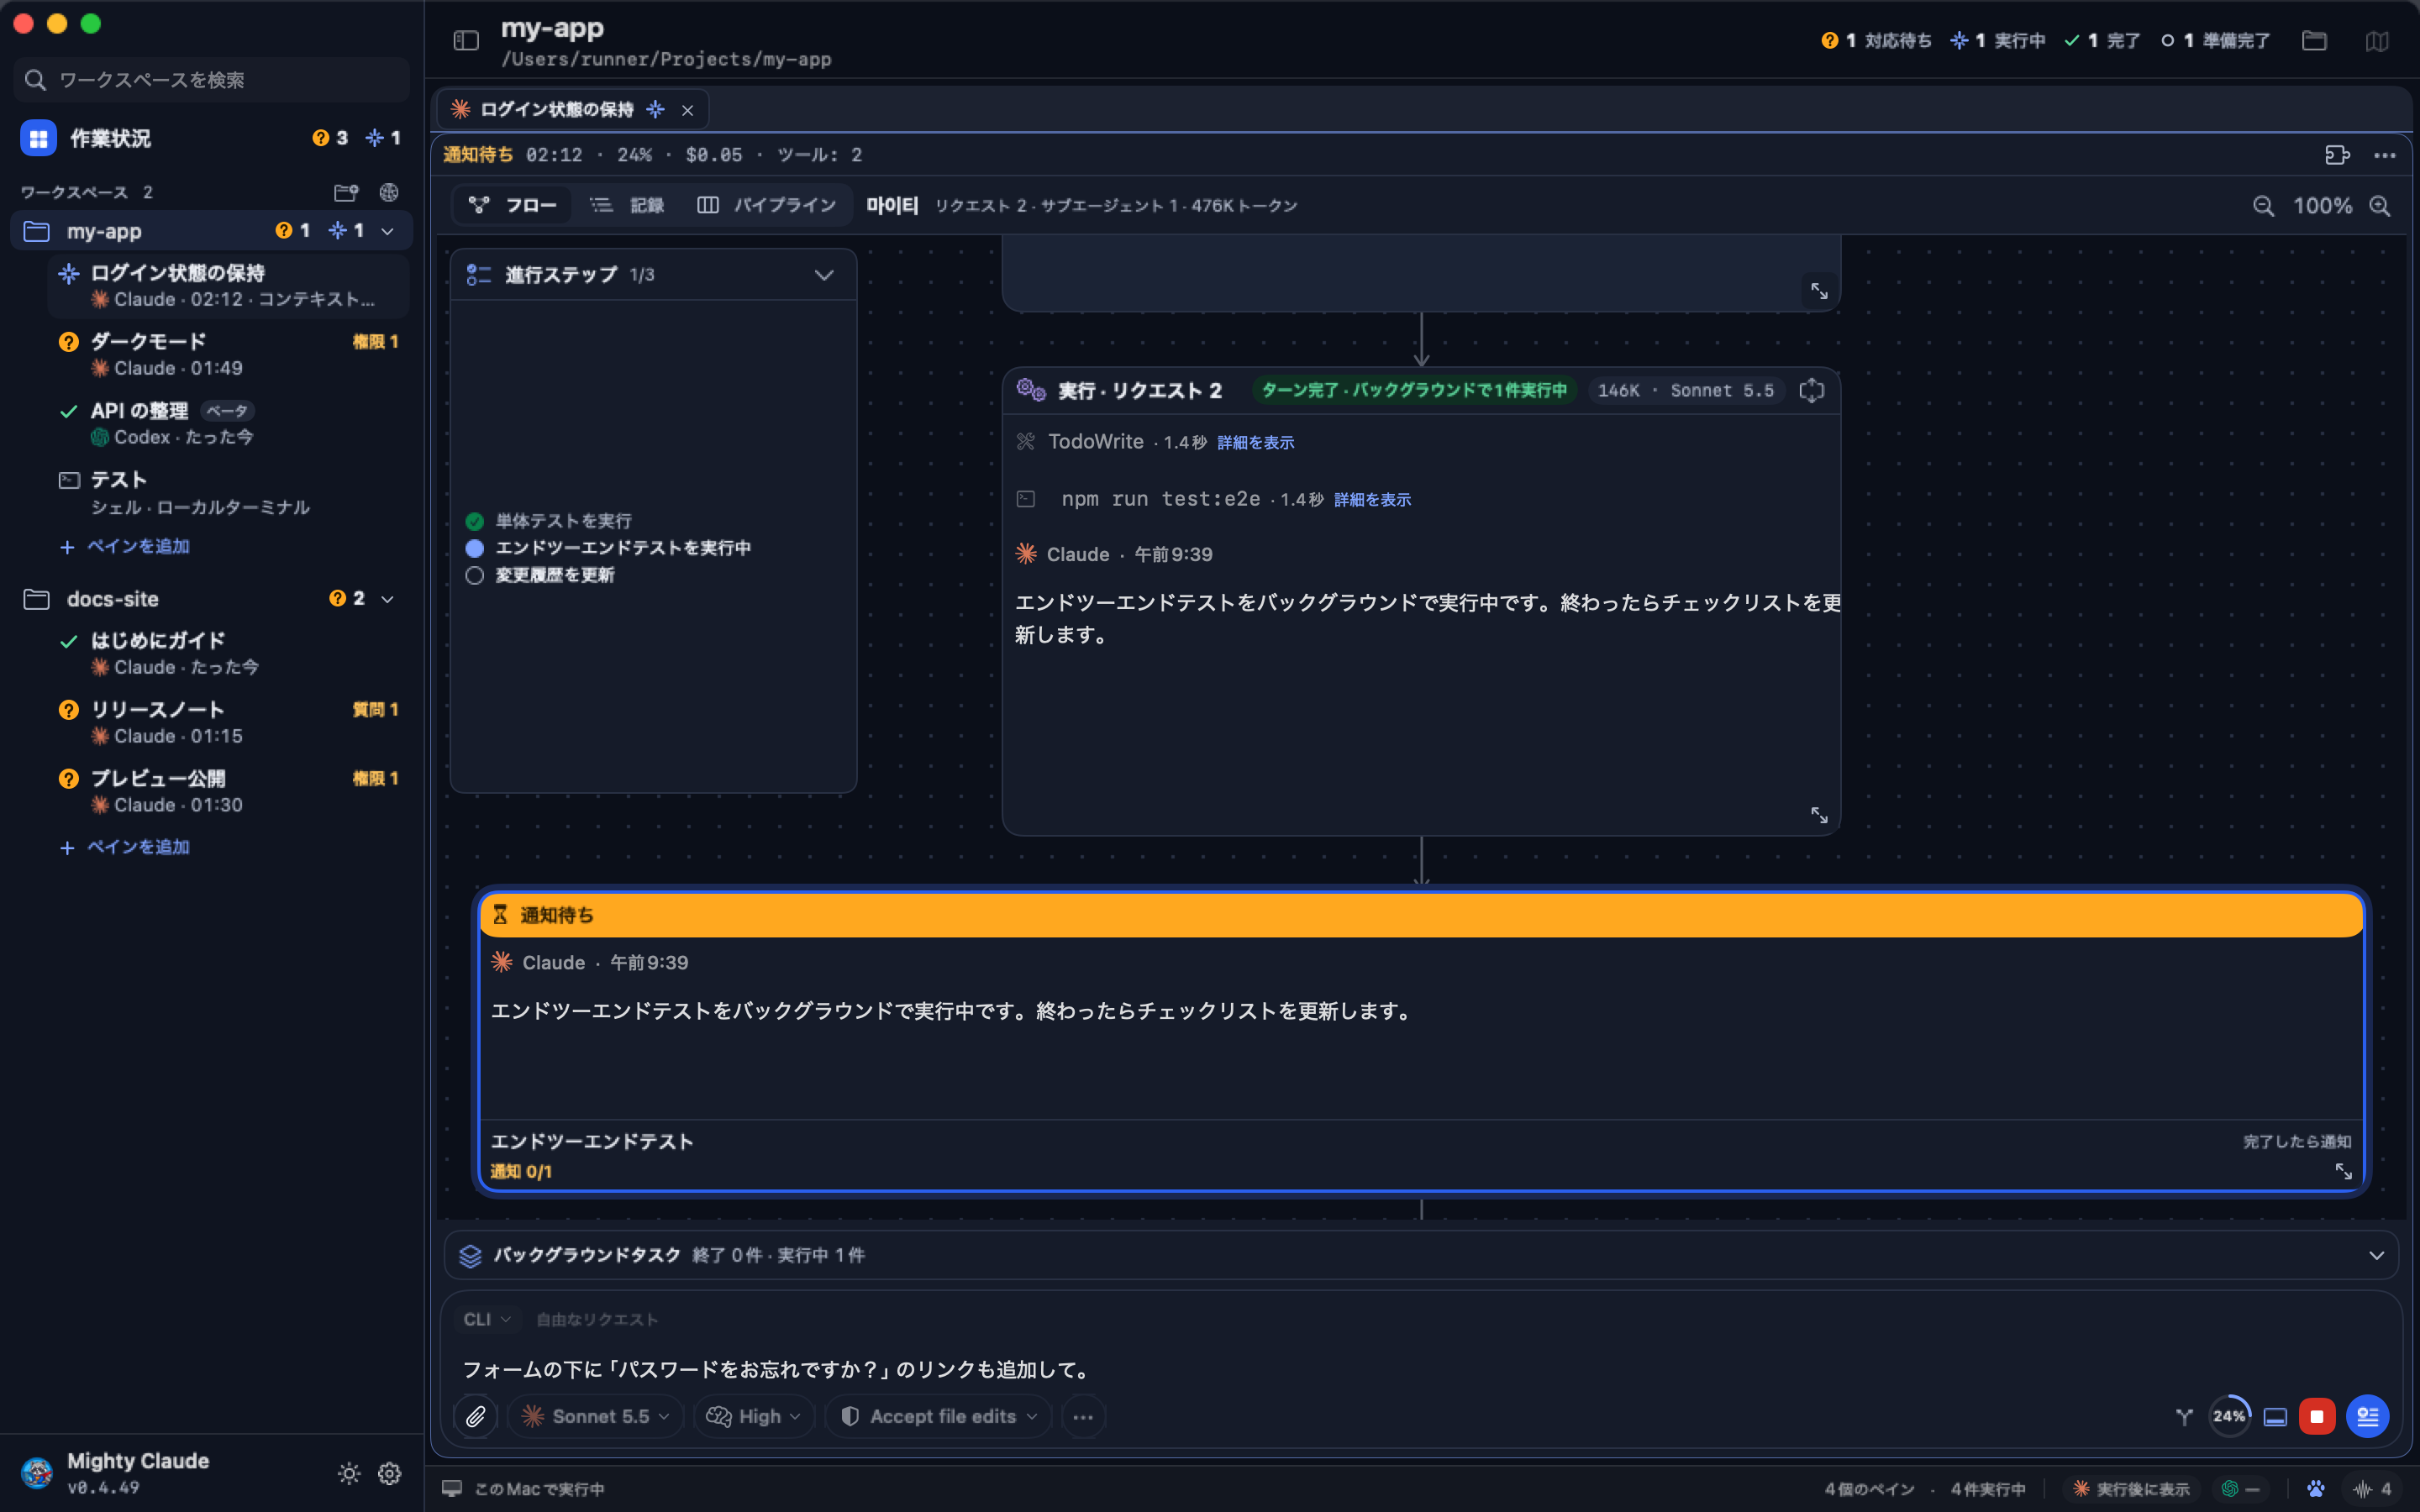 ワークスペースを検索
作業状況 3 1
ワークスペース 2
my-app 1 1
ログイン状態の保持
Claude · 02:12 · コンテキスト...
ダークモード 権限 1
Claude · 01:49
API の整理 ベータ
Codex · たった今
テスト
シェル · ローカルターミナル
+ ペインを追加
docs-site 2
はじめにガイド
Claude · たった今
リリースノート 質問 1
Claude · 01:15
プレビュー公開 権限 1
Claude · 01:30
+ ペインを追加
Mighty Claude
v0.4.49
my-app
/Users/runner/Projects/my-app
1 対応待ち 1 実行中 1 完了 1 準備完了
ログイン状態の保持
通知待ち 02:12 · 24% · $0.05 · ツール: 2
フロー 記録 パイプライン 마이티 リクエスト 2 · サブエージェント 1 · 476Kトークン
100%
進行ステップ 1/3
単体テストを実行
エンドツーエンドテストを実行中
変更履歴を更新
実行 · リクエスト 2 ターン完了 · バックグラウンドで1件実行中 146K · Sonnet 5.5
TodoWrite · 1.4秒 詳細を表示
npm run test:e2e · 1.4秒 詳細を表示
Claude · 午前9:39
エンドツーエンドテストをバックグラウンドで実行中です。終わったらチェックリストを更
新します。
通知待ち
Claude · 午前9:39
エンドツーエンドテストをバックグラウンドで実行中です。終わったらチェックリストを更新します。
エンドツーエンドテスト 完了したら通知
通知 0/1
バックグラウンドタスク 終了 0件 · 実行中 1件
CLI 自由なリクエスト
フォームの下に「パスワードをお忘れですか？」のリンクも追加して。
Sonnet 5.5 High Accept file edits 24%
このMacで実行中 4個のペイン · 4件実行中 実行後に表示 — 4